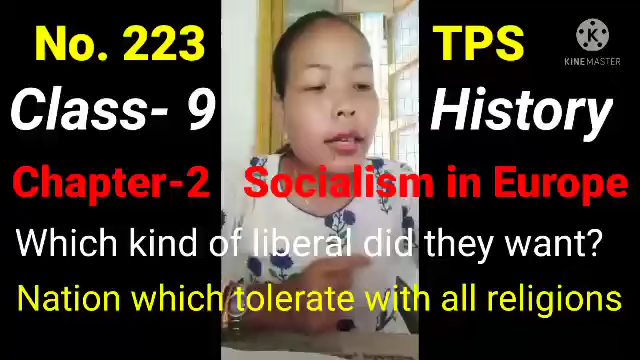 No. 223
TPS
KINEMASTER
Class- 9
History
Chapter-2 Socialism in Europe
Which kind of liberal did they want?
Nation which tolerate with all religions